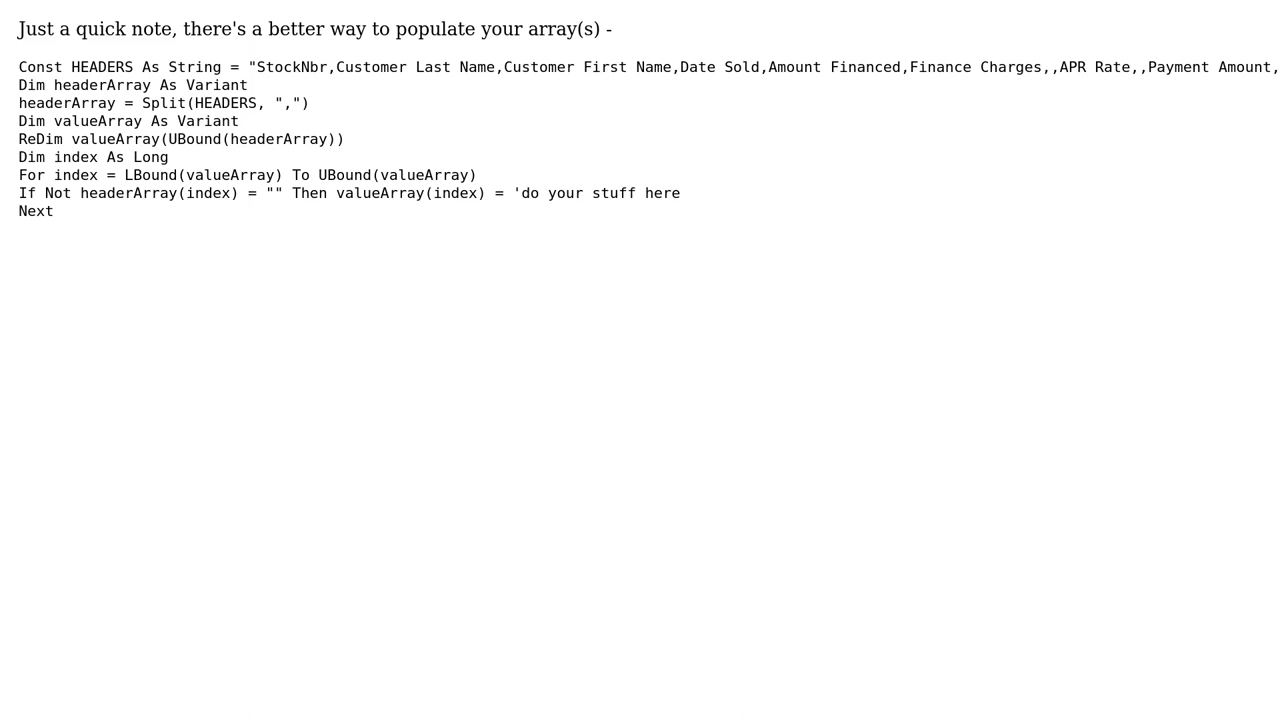 Just a quick note, there's a better way to populate your array(s) -
Const HEADERS As String = "StockNbr,Customer Last Name,Customer First Name,Date Sold,Amount Financed,Finance Charges,,APR Rate,,Payment Amount,
Dim headerArray As Variant
headerArray = Split(HEADERS, ",")
Dim valueArray As Variant
ReDim valueArray(UBound(headerArray))
Dim index As Long
For index = LBound(valueArray) To UBound(valueArray)
If Not headerArray(index) = "" Then valueArray(index) = 'do your stuff here
Next